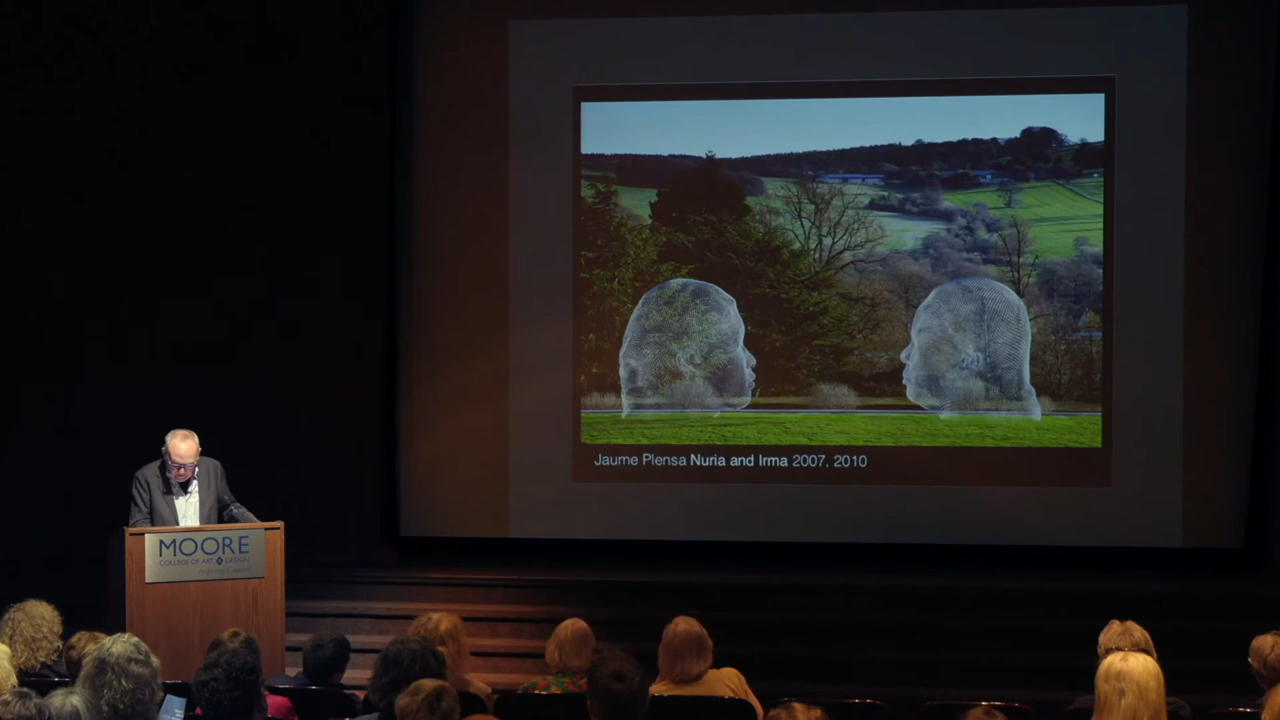 Jaume Plensa Nuria and Irma 2007, 2010
MOORE
COLLEGE OF ART & DESIGN